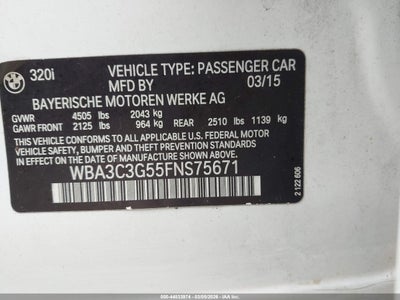 320i
VEHICLE TYPE: PASSENGER CAR
MFD BY 03/15
BAYERISCHE MOTOREN WERKE AG
GVWR 4505 lbs 2043 kg
GAWR FRONT 2125 lbs 964 kg REAR 2510 lbs 1139 kg
THIS VEHICLE CONFORMS TO ALL APPLICABLE
U.S. FEDERAL MOTOR VEHICLE SAFETY, BUMPER,
AND THEFT PREVENTION STANDARDS IN EFFECT
ON THE DATE OF MANUFACTURE SHOWN ABOVE.
WBA3C3G55FNS75671
2 122 606